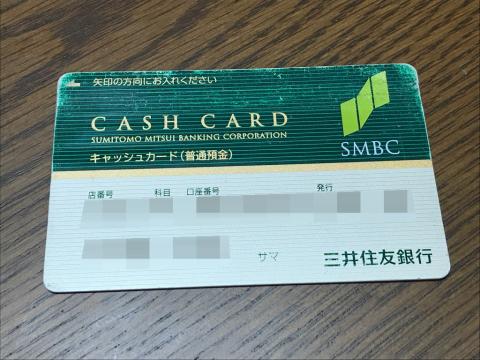 矢印の方向にお入れください
CASH CARD
SUMITOMO MITSUI BANKING CORPORATION
キャッシュカード(普通預金)
SMBC
店番号 科目 口座番号 発行
サマ
三井住友銀行